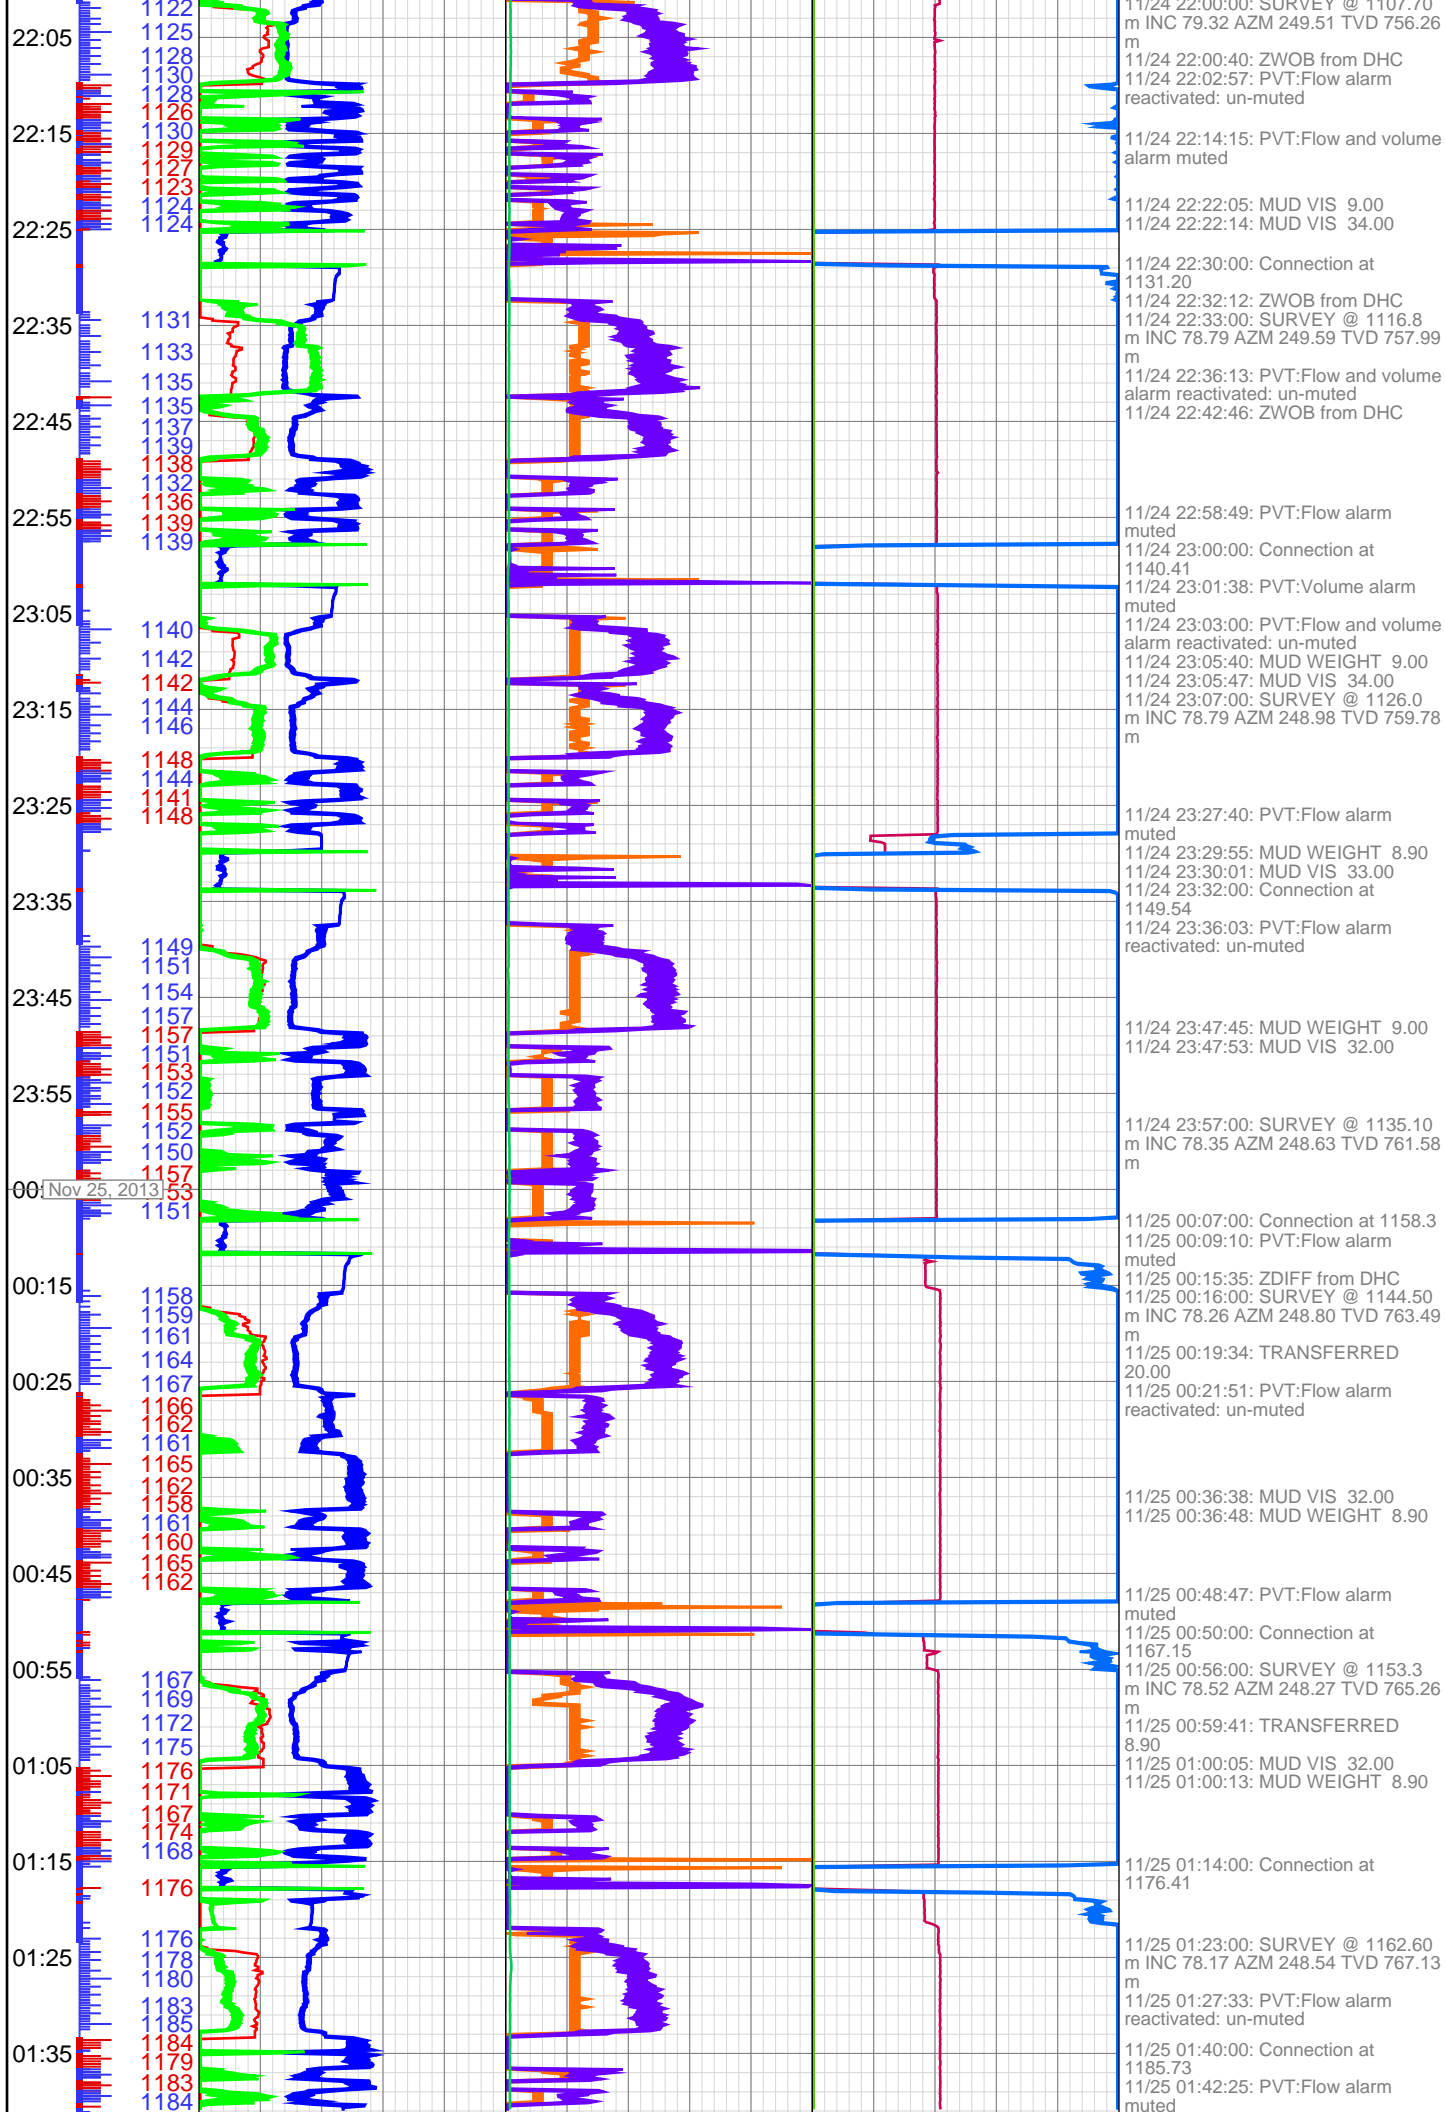 22:05
22:15
22:25
22:35
22:45
22:55
23:05
23:15
23:25
23:35
23:45
23:55
00:
Nov 25, 2013
00:15
00:25
00:35
00:45
00:55
01:05
01:15
01:25
01:35
1122
1125
1128
1130
1128
1126
1130
1129
1127
1123
1124
1124
1131
1133
1135
1135
1137
1139
1138
1132
1136
1139
1139
1140
1142
1142
1144
1146
1148
1144
1141
1148
1149
1151
1154
1157
1157
1151
1153
1152
1155
1152
1150
1157
53
1151
1158
1159
1161
1164
1167
1166
1162
1161
1165
1162
1158
1161
1160
1165
1162
1167
1169
1172
1175
1176
1171
1167
1174
1168
1176
1176
1178
1180
1183
1185
1184
1179
1183
1184
11/24 22:00:00: SURVEY @ 1107.70
m INC 79.32 AZM 249.51 TVD 756.26
m
11/24 22:00:40: ZWOB from DHC
11/24 22:02:57: PVT:Flow alarm
reactivated: un-muted
11/24 22:14:15: PVT:Flow and volume
alarm muted
11/24 22:22:05: MUD VIS 9.00
11/24 22:22:14: MUD VIS 34.00
11/24 22:30:00: Connection at
1131.20
11/24 22:32:12: ZWOB from DHC
11/24 22:33:00: SURVEY @ 1116.8
m INC 78.79 AZM 249.59 TVD 757.99
m
11/24 22:36:13: PVT:Flow and volume
alarm reactivated: un-muted
11/24 22:42:46: ZWOB from DHC
11/24 22:58:49: PVT:Flow alarm
muted
11/24 23:00:00: Connection at
1140.41
11/24 23:01:38: PVT:Volume alarm
muted
11/24 23:03:00: PVT:Flow and volume
alarm reactivated: un-muted
11/24 23:05:40: MUD WEIGHT 9.00
11/24 23:05:47: MUD VIS 34.00
11/24 23:07:00: SURVEY @ 1126.0
m INC 78.79 AZM 248.98 TVD 759.78
m
11/24 23:27:40: PVT:Flow alarm
muted
11/24 23:29:55: MUD WEIGHT 8.90
11/24 23:30:01: MUD VIS 33.00
11/24 23:32:00: Connection at
1149.54
11/24 23:36:03: PVT:Flow alarm
reactivated: un-muted
11/24 23:47:45: MUD WEIGHT 9.00
11/24 23:47:53: MUD VIS 32.00
11/24 23:57:00: SURVEY @ 1135.10
m INC 78.35 AZM 248.63 TVD 761.58
m
11/25 00:07:00: Connection at 1158.3
11/25 00:09:10: PVT:Flow alarm
muted
11/25 00:15:35: ZDIFF from DHC
11/25 00:16:00: SURVEY @ 1144.50
m INC 78.26 AZM 248.80 TVD 763.49
m
11/25 00:19:34: TRANSFERRED
20.00
11/25 00:21:51: PVT:Flow alarm
reactivated: un-muted
11/25 00:36:38: MUD VIS 32.00
11/25 00:36:48: MUD WEIGHT 8.90
11/25 00:48:47: PVT:Flow alarm
muted
11/25 00:50:00: Connection at
1167.15
11/25 00:56:00: SURVEY @ 1153.3
m INC 78.52 AZM 248.27 TVD 765.26
m
11/25 00:59:41: TRANSFERRED
8.90
11/25 01:00:05: MUD VIS 32.00
11/25 01:00:13: MUD WEIGHT 8.90
11/25 01:14:00: Connection at
1176.41
11/25 01:23:00: SURVEY @ 1162.60
m INC 78.17 AZM 248.54 TVD 767.13
m
11/25 01:27:33: PVT:Flow alarm
reactivated: un-muted
11/25 01:40:00: Connection at
1185.73
11/25 01:42:25: PVT:Flow alarm
muted